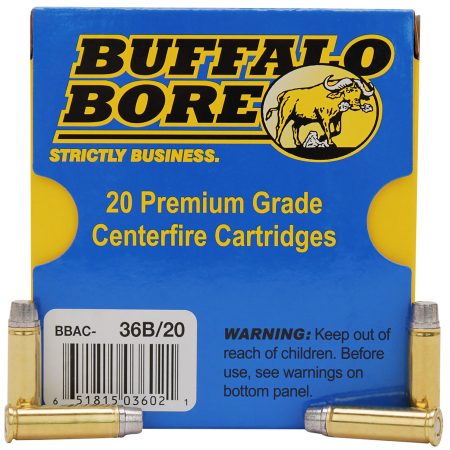 BUFFALO
BORE
STRICTLY BUSINESS.
20 Premium Grade
Centerfire Cartridges
BBAC- 36B/20
6 51815 03602 1
WARNING: Keep out of
reach of children. Before
use, see warnings on
bottom panel.